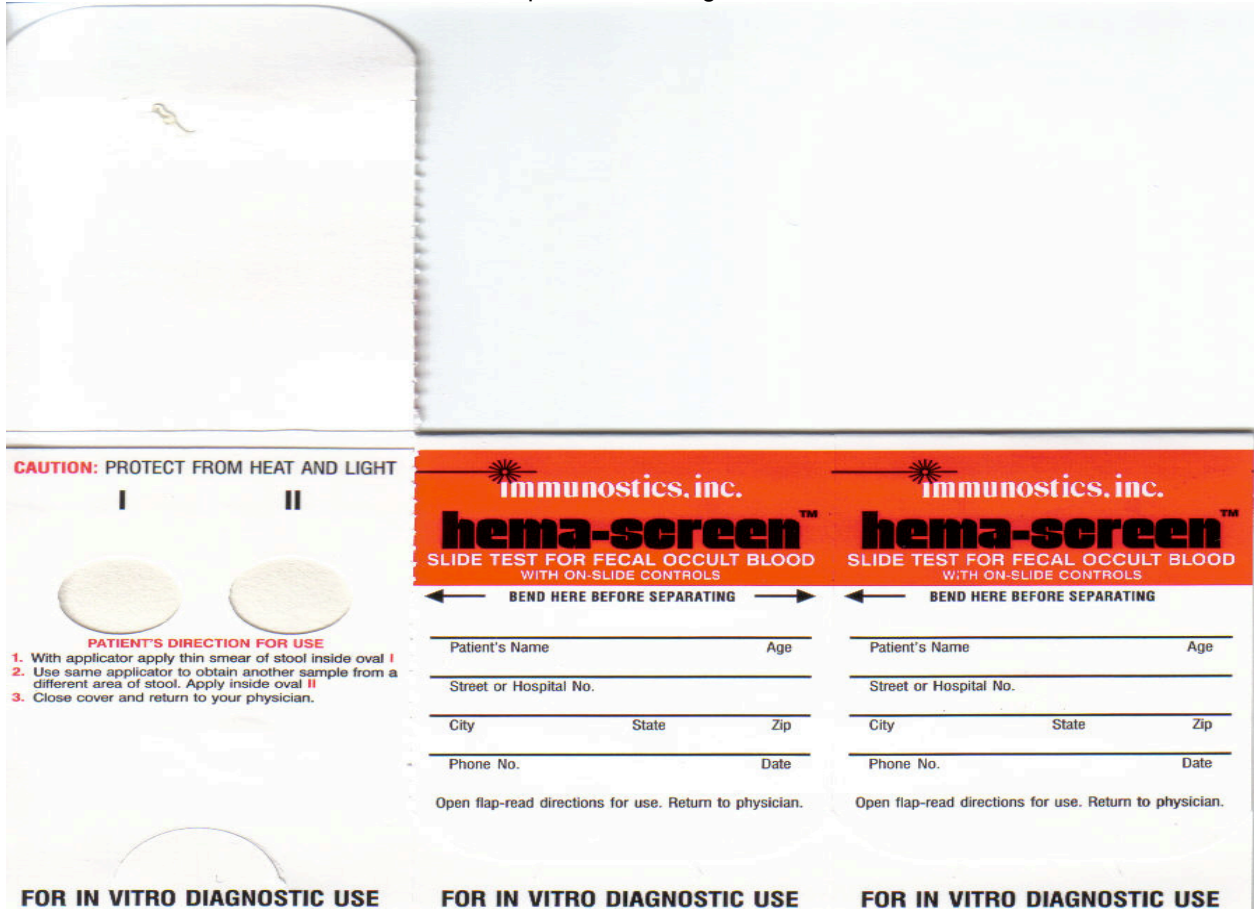 CAUTION: PROTECT FROM HEAT AND LIGHT
I II
PATIENT'S DIRECTION FOR USE
1. With applicator apply thin smear of stool inside oval I
2. Use same applicator to obtain another sample from a
different area of stool. Apply inside oval II
3. Close cover and return to your physician.
FOR IN VITRO DIAGNOSTIC USE
immunostics, inc.
hema-screen™
SLIDE TEST FOR FECAL OCCULT BLOOD
WITH ON-SLIDE CONTROLS
BEND HERE BEFORE SEPARATING
Patient's Name Age
Street or Hospital No.
City State Zip
Phone No. Date
Open flap-read directions for use. Return to physician.
FOR IN VITRO DIAGNOSTIC USE
immunostics, inc.
hema-screen™
SLIDE TEST FOR FECAL OCCULT BLOOD
WITH ON-SLIDE CONTROLS
BEND HERE BEFORE SEPARATING
Patient's Name Age
Street or Hospital No.
City State Zip
Phone No. Date
Open flap-read directions for use. Return to physician.
FOR IN VITRO DIAGNOSTIC USE